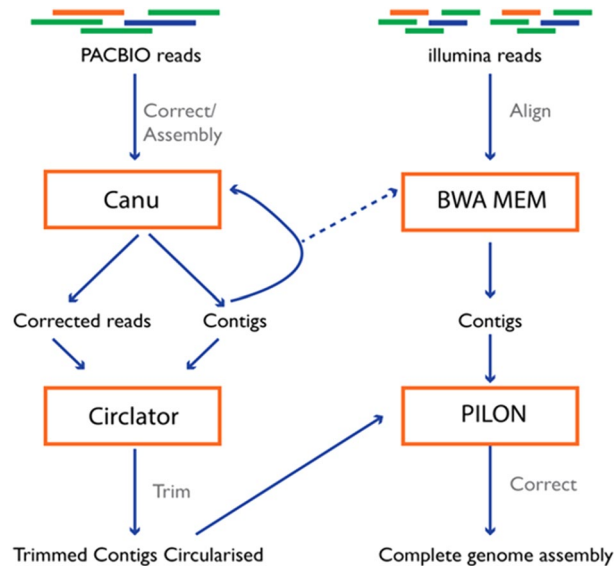 PACBIO reads
illumina reads
Correct/
Assembly
Align
Canu
BWA MEM
Corrected reads
Contigs
Contigs
Circlator
PILON
Trim
Correct
Trimmed Contigs Circularised
Complete genome assembly